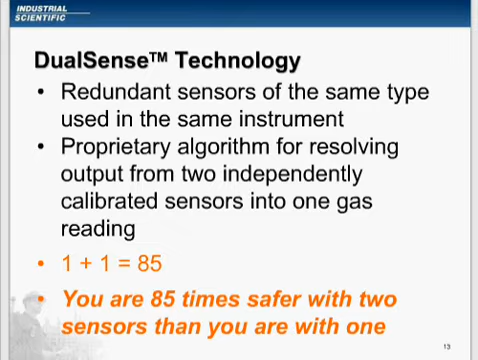 INDUSTRIAL
SCIENTIFIC
DualSense™ Technology
• Redundant sensors of the same type
used in the same instrument
• Proprietary algorithm for resolving
output from two independently
calibrated sensors into one gas
reading
• 1 + 1 = 85
• You are 85 times safer with two
sensors than you are with one
13